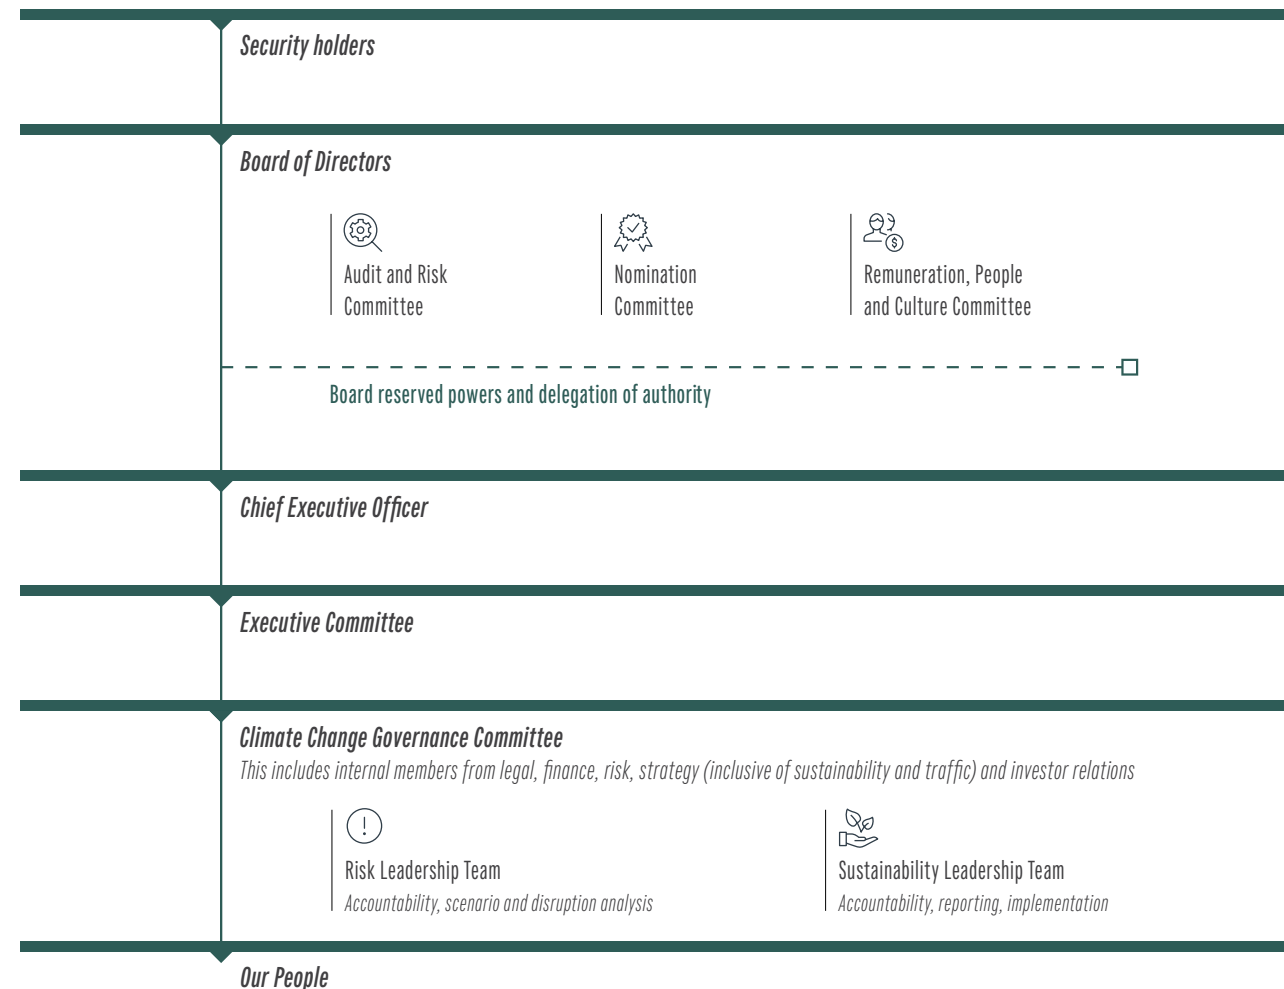 Security holders
Board of Directors
Audit and Risk
Committee
Nomination
Committee
Remuneration, People
and Culture Committee
Board reserved powers and delegation of authority
Chief Executive Officer
Executive Committee
Climate Change Governance Committee
This includes internal members from legal, finance, risk, strategy (inclusive of sustainability and traffic) and investor relations
Risk Leadership Team
Accountability, scenario and disruption analysis
Sustainability Leadership Team
Accountability, reporting, implementation
Our People